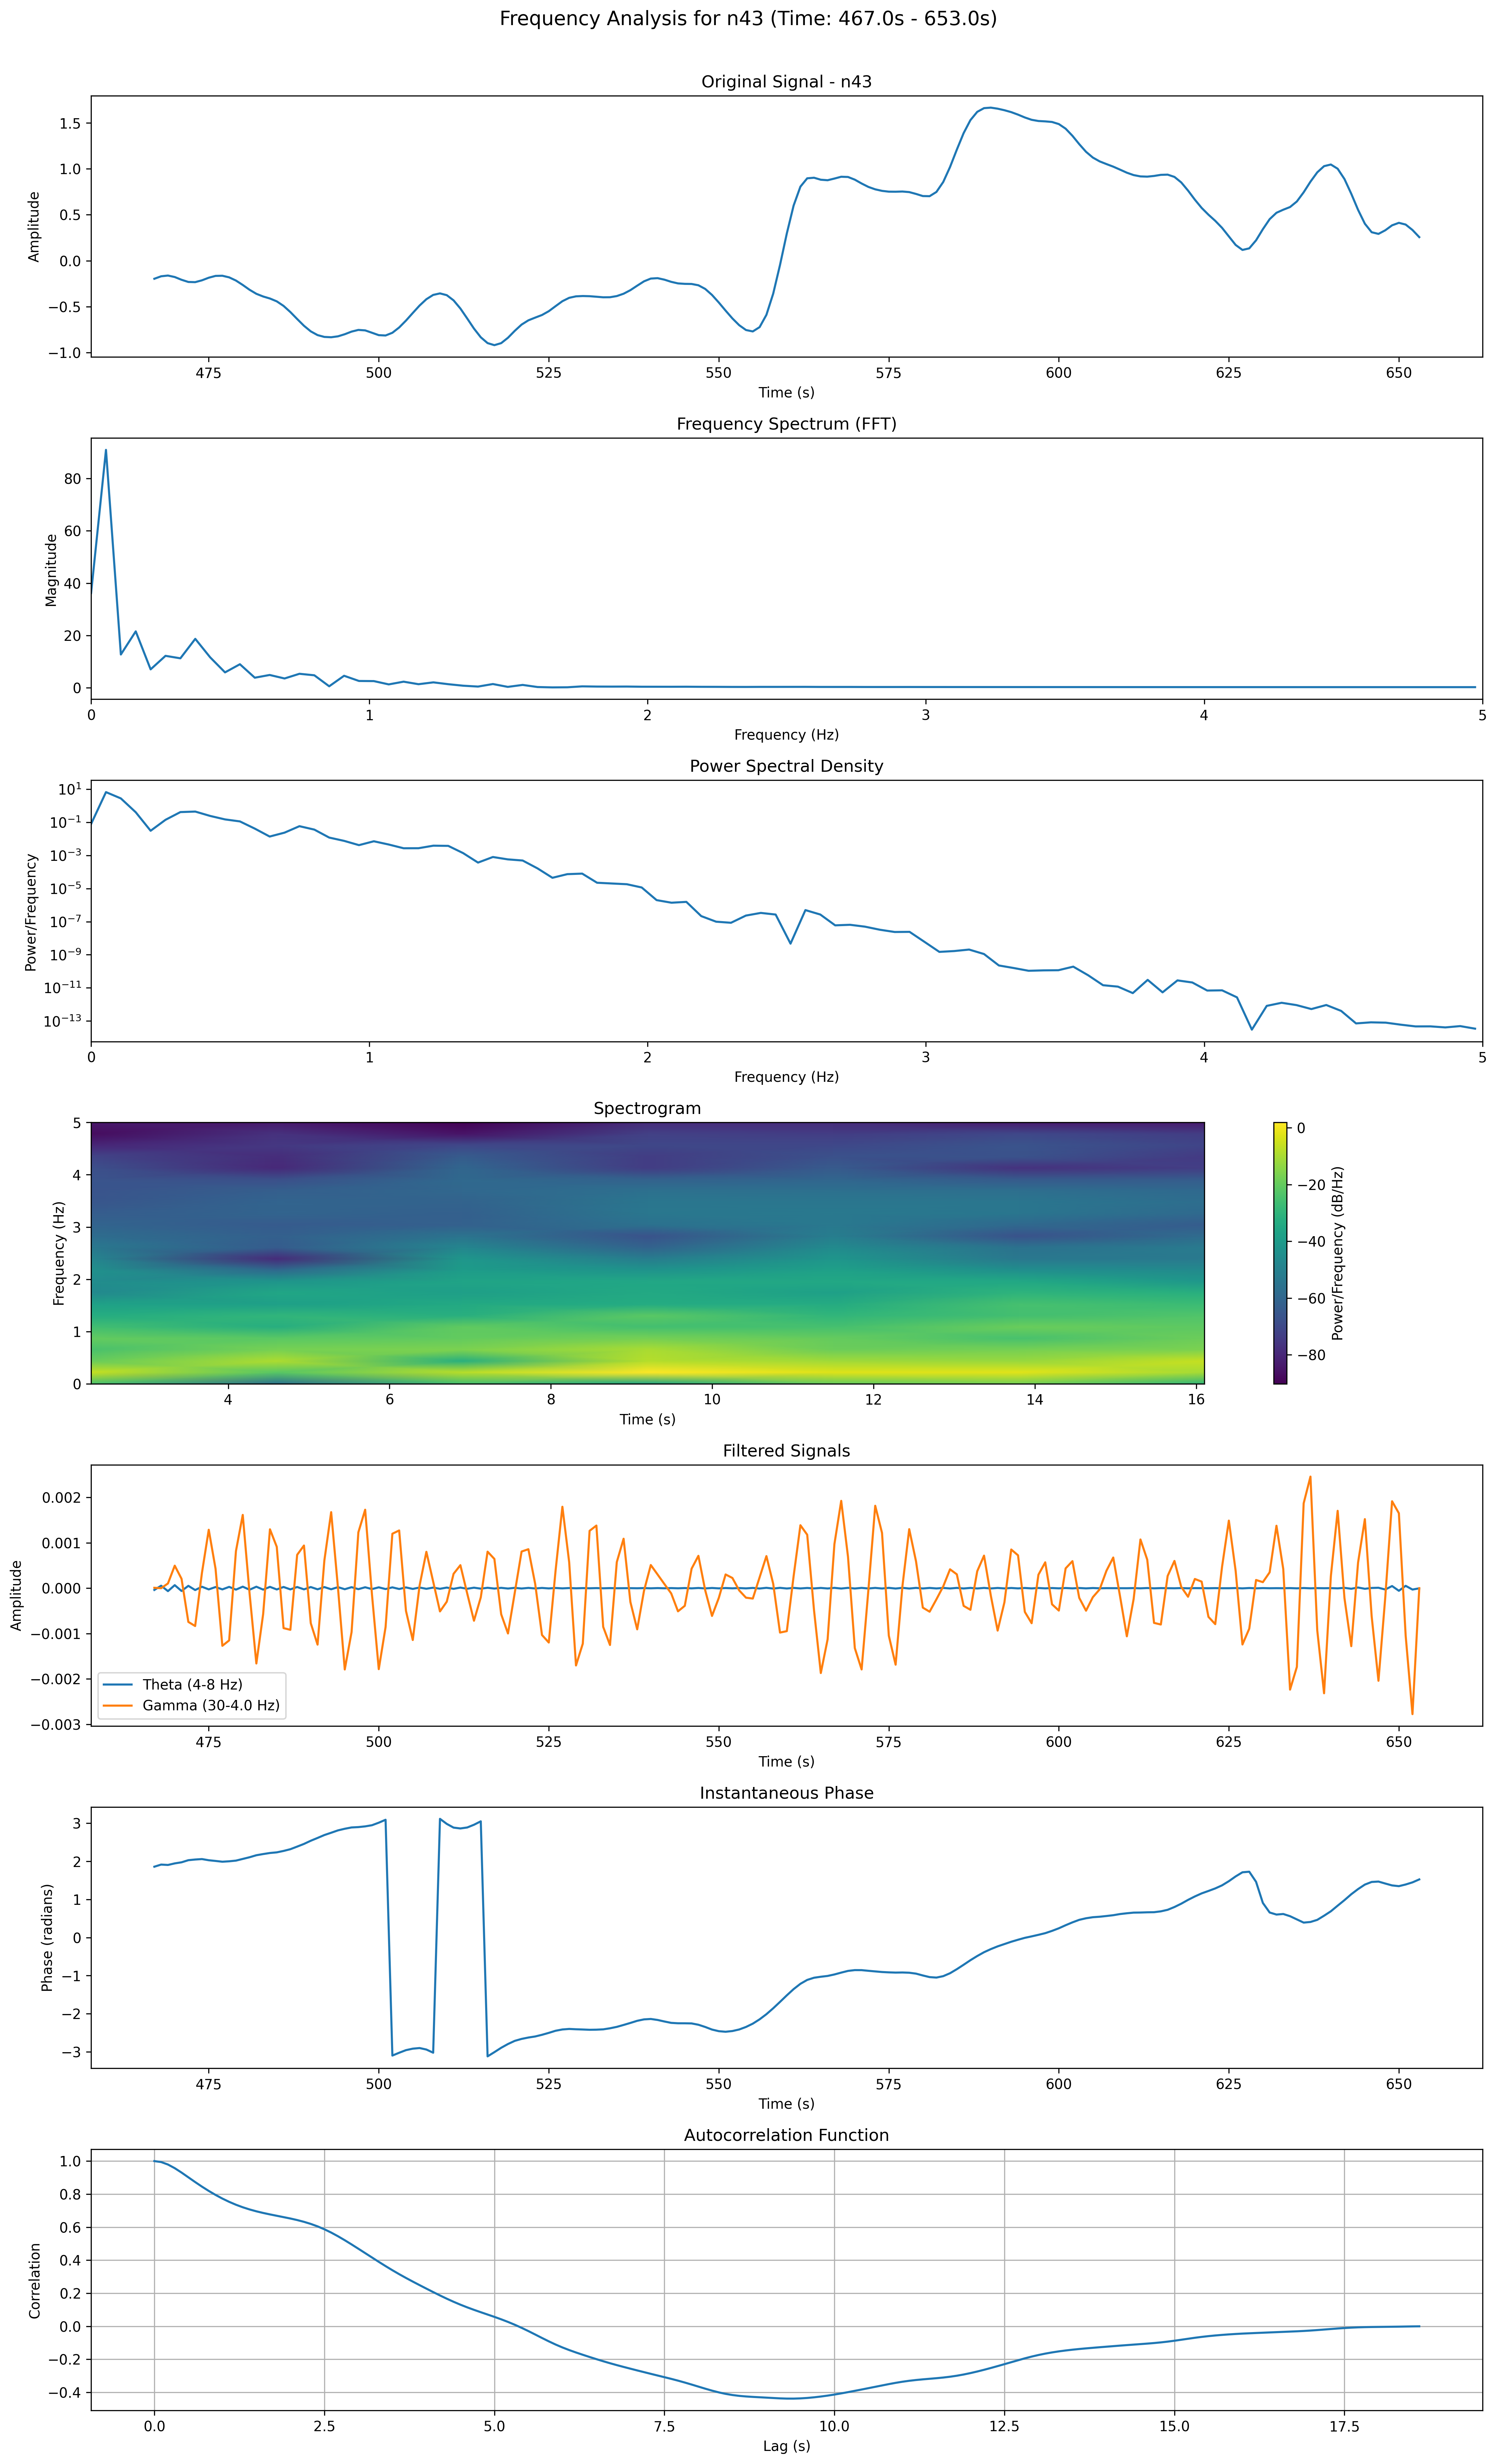 Frequency Analysis for n43 (Time: 467.0s - 653.0s)
Original Signal - n43
Amplitude
1.5
1.0
0.5
0.0
−0.5
−1.0
475 500 525 550 575 600 625 650
Time (s)
Frequency Spectrum (FFT)
Magnitude
80
60
40
20
0
0 1 2 3 4 5
Frequency (Hz)
Power Spectral Density
Power/Frequency
10¹
10⁻¹
10⁻³
10⁻⁵
10⁻⁷
10⁻⁹
10⁻¹¹
10⁻¹³
0 1 2 3 4 5
Frequency (Hz)
Spectrogram
Frequency (Hz)
5
4
3
2
1
0
4 6 8 10 12 14 16
Time (s)
0
−20
−40
−60
−80
Power/Frequency (dB/Hz)
Filtered Signals
Amplitude
0.002
0.001
0.000
−0.001
−0.002
−0.003
Theta (4-8 Hz)
Gamma (30-4.0 Hz)
475 500 525 550 575 600 625 650
Time (s)
Instantaneous Phase
Phase (radians)
3
2
1
0
−1
−2
−3
475 500 525 550 575 600 625 650
Time (s)
Autocorrelation Function
Correlation
1.0
0.8
0.6
0.4
0.2
0.0
−0.2
−0.4
0.0 2.5 5.0 7.5 10.0 12.5 15.0 17.5
Lag (s)